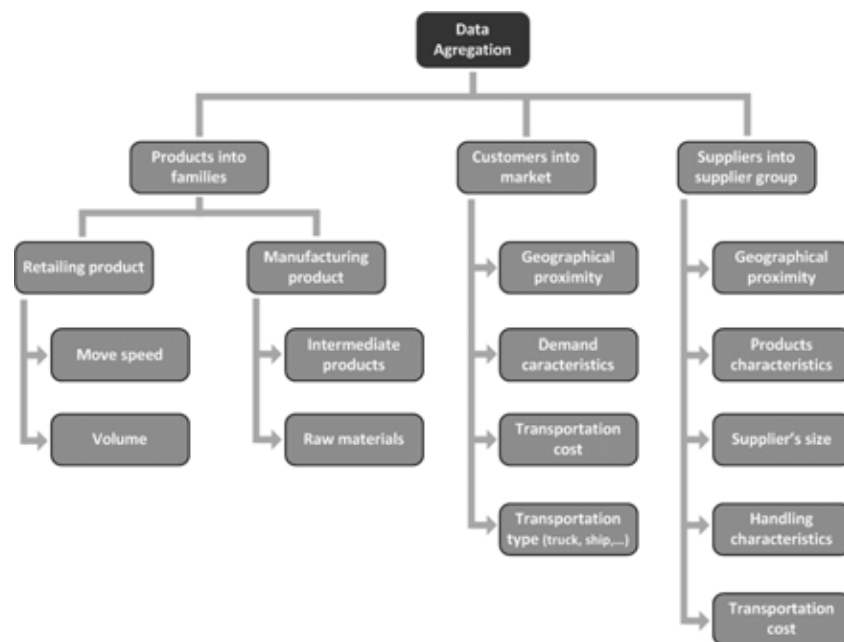 Data
Agregation
Products into
families
Customers into
market
Suppliers into
supplier group
Retailing product
Manufacturing
product
Geographical
proximity
Geographical
proximity
Move speed
Intermediate
products
Demand
caracteristics
Products
characteristics
Volume
Raw materials
Transportation
cost
Supplier's size
Transportation
type (truck, ship,...)
Handling
characteristics
Transportation
cost